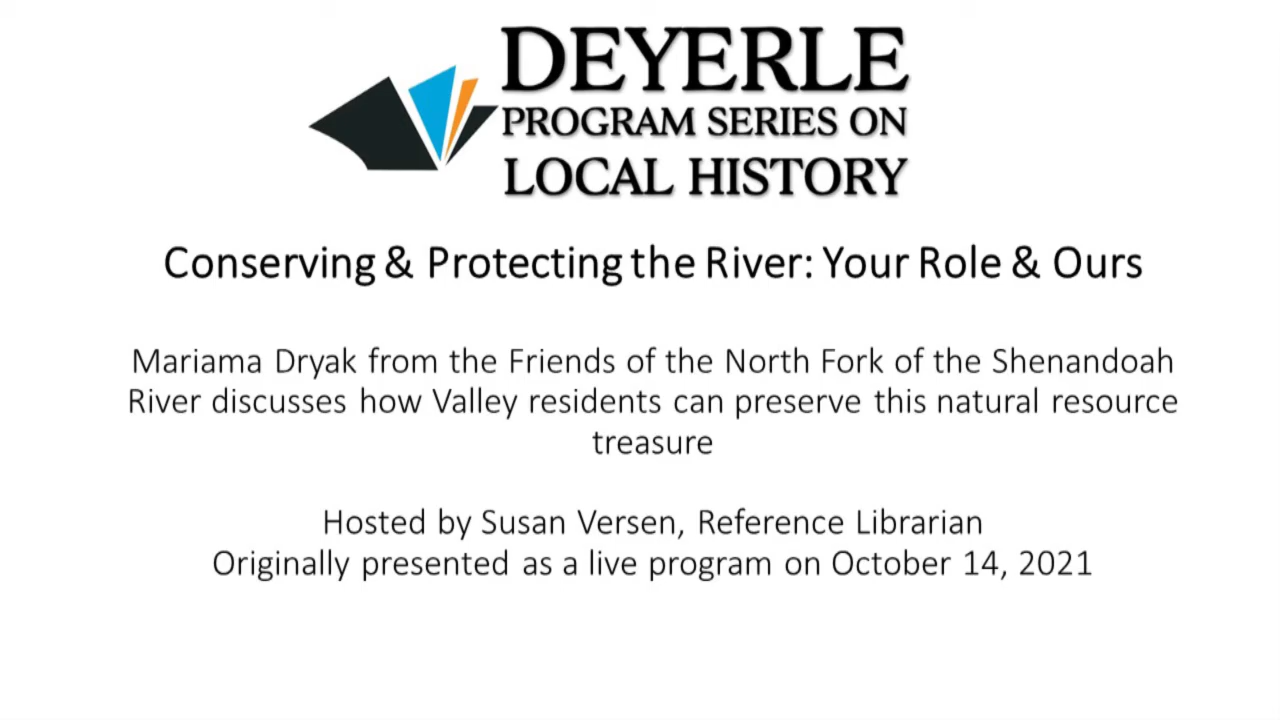 DEYERLE
PROGRAM SERIES ON
LOCAL HISTORY
Conserving & Protecting the River: Your Role & Ours
Mariama Dryak from the Friends of the North Fork of the Shenandoah
River discusses how Valley residents can preserve this natural resource
treasure
Hosted by Susan Versen, Reference Librarian
Originally presented as a live program on October 14, 2021